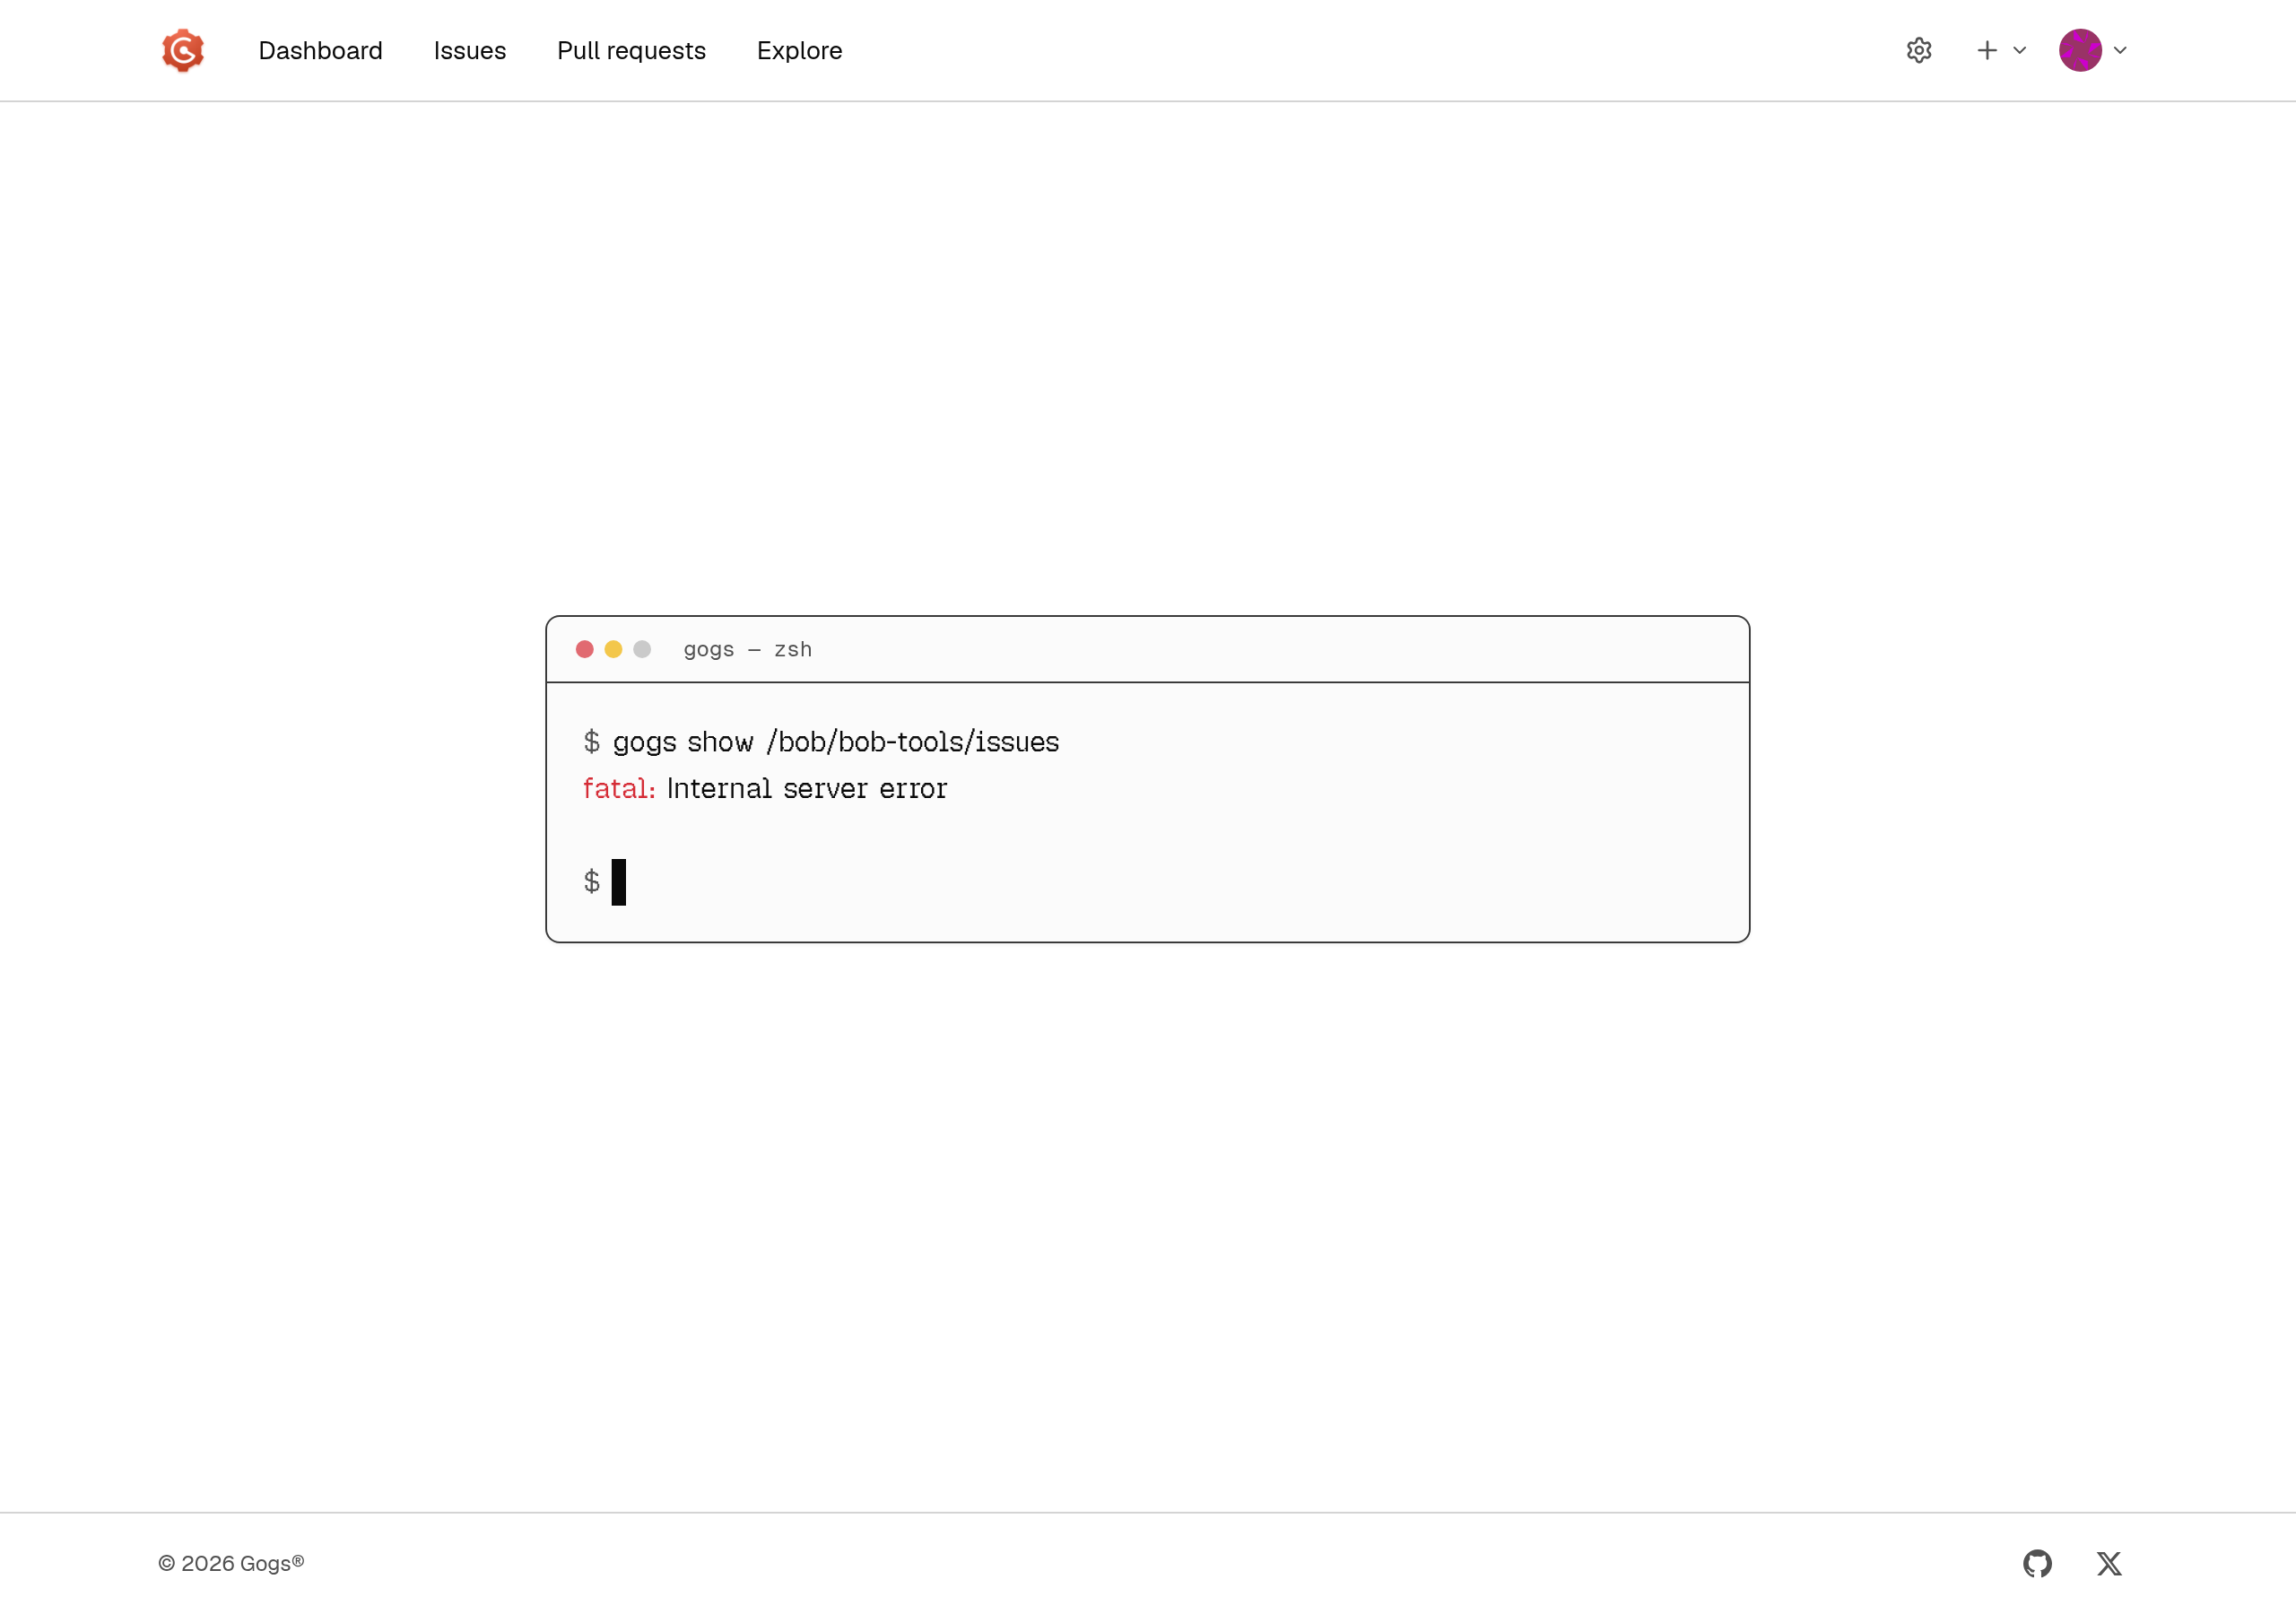 Dashboard Issues Pull requests Explore
gogs — zsh
$ gogs show /bob/bob-tools/issues
fatal: Internal server error
$
© 2026 Gogs®